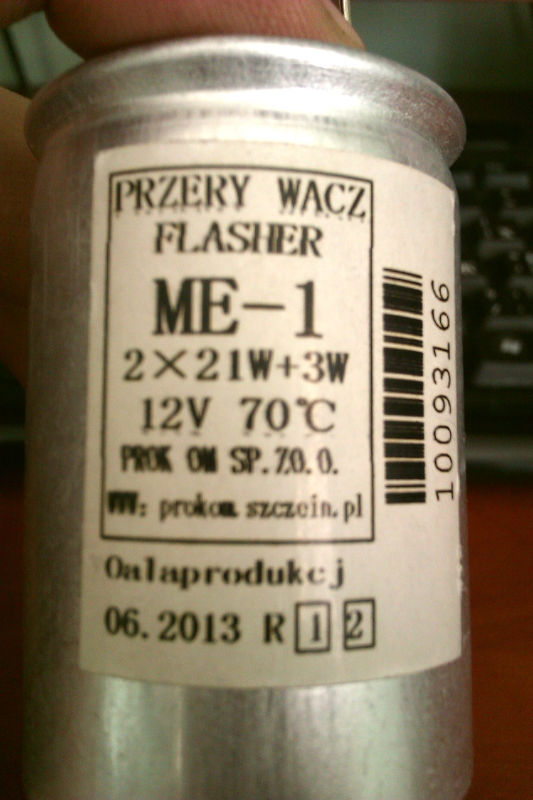 PRZERY WACZ
FLASHER
ME-1
2×21W+3W
12V 70℃
PROK OM SP.ZO.O.
WWW: prokom.szczein.pl
Oalaprodukcj
06.2013 R 1 2
10093166